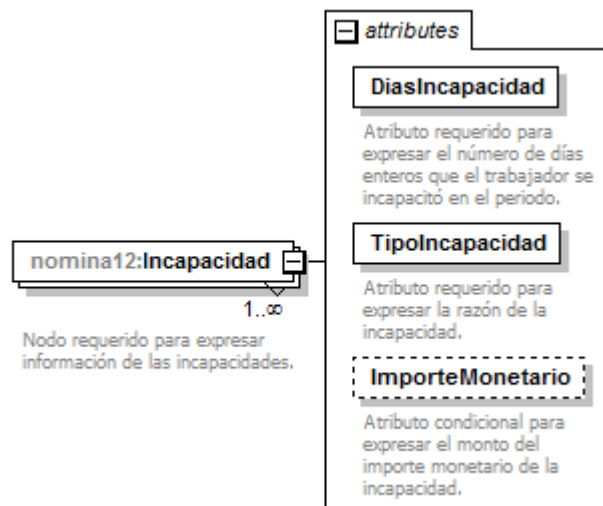 attributes
DiasIncapacidad
Atributo requerido para
expresar el número de días
enteros que el trabajador se
incapacitó en el periodo.
nomina12:Incapacidad
1..∞
Nodo requerido para expresar
información de las incapacidades.
TipoIncapacidad
Atributo requerido para
expresar la razón de la
incapacidad.
ImporteMonetario
Atributo condicional para
expresar el monto del
importe monetario de la
incapacidad.